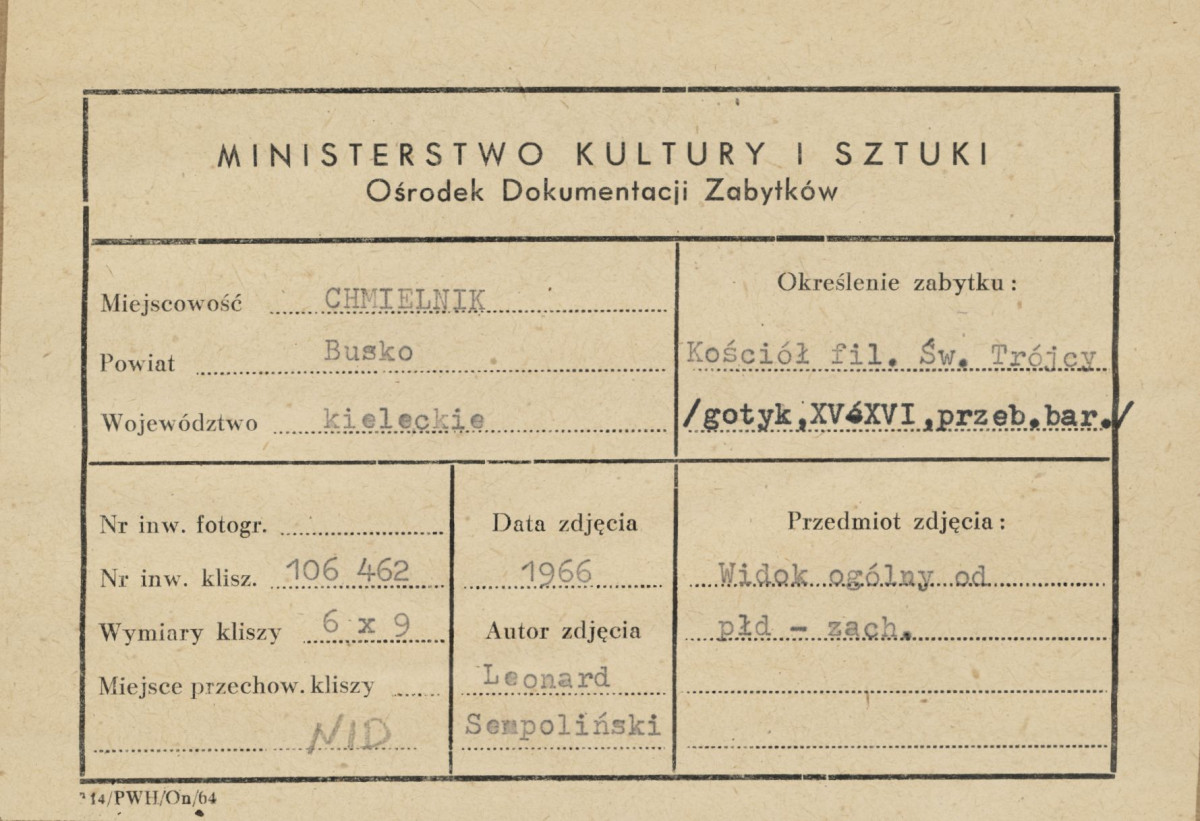 MINISTERSTWO KULTURY I SZTUKI
Ośrodek Dokumentacji Zabytków
Miejscowość CHMIELNIK
Powiat Busko
Województwo kieleckie
Określenie zabytku:
Kościół fil. Św. Trójcy
/gotyk,XV-XVI,przeb.bar./
Nr inw. fotogr.
Nr inw. klisz. 106 462
Wymiary kliszy 6 x 9
Miejsce przechow. kliszy
NID
Data zdjęcia
1966
Autor zdjęcia
Leonard
Sempoliński
Przedmiot zdjęcia:
Widok ogólny od
płd - zach.
14/PWH/On/64